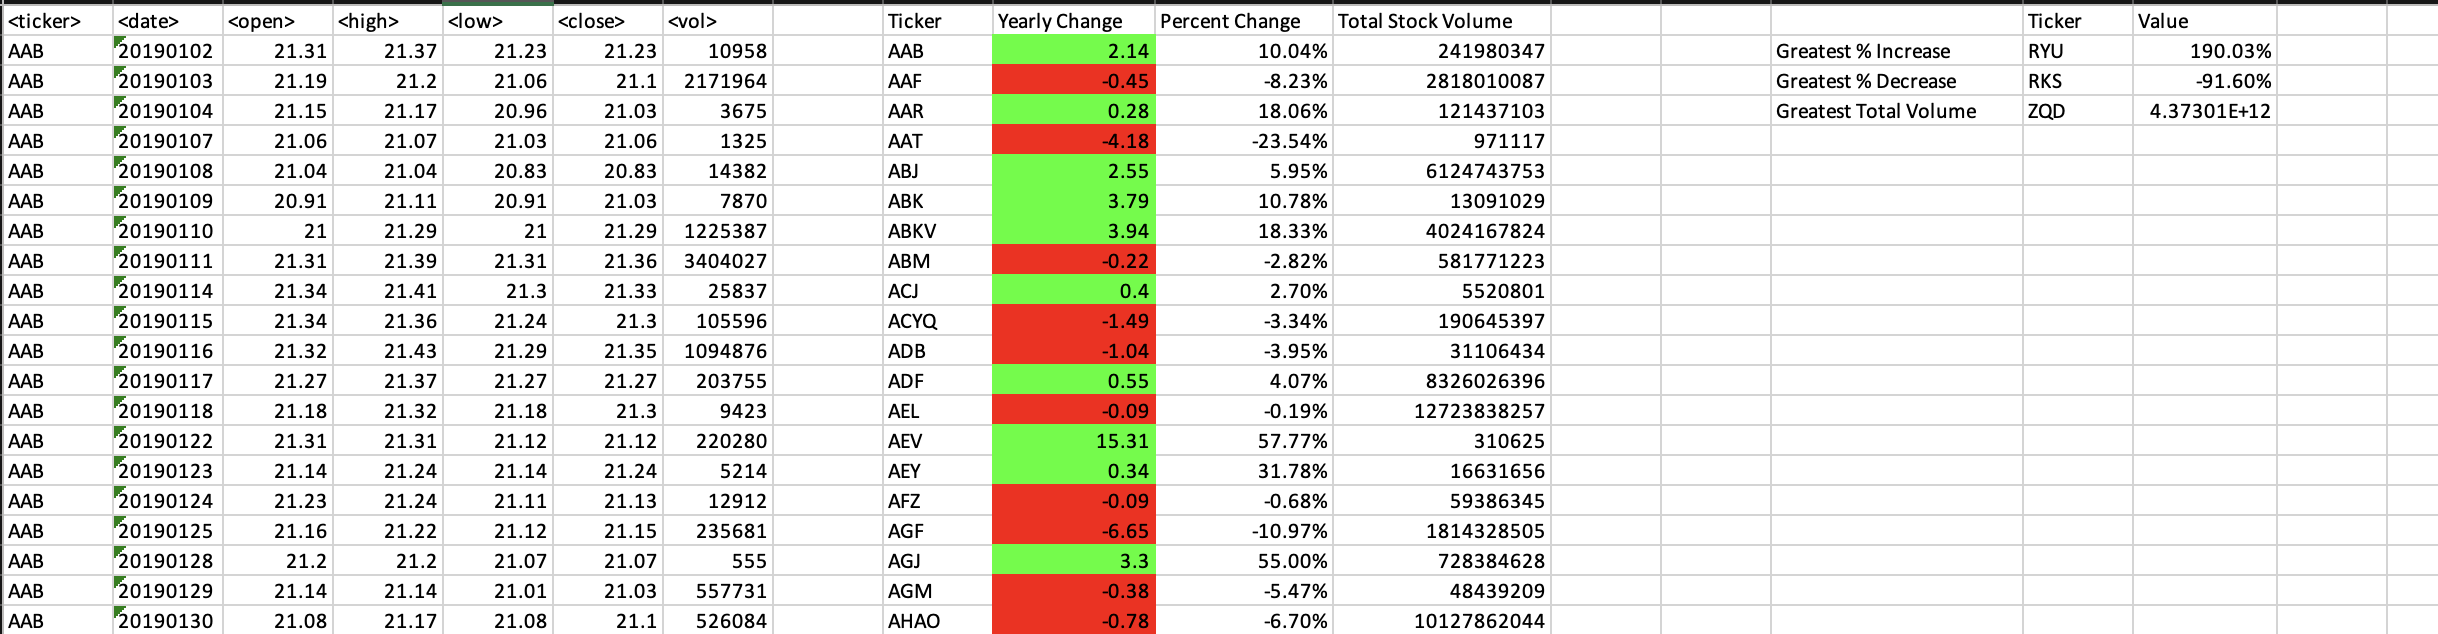 <ticker> <date> <open> <high> <low> <close> <vol> Ticker Yearly Change Percent Change Total Stock Volume Ticker Value
AAB 20190102 21.31 21.37 21.23 21.23 10958 AAB 2.14 10.04% 241980347 Greatest % Increase RYU 190.03%
AAB 20190103 21.19 21.2 21.06 21.1 2171964 AAF -0.45 -8.23% 2818010087 Greatest % Decrease RKS -91.60%
AAB 20190104 21.15 21.17 20.96 21.03 3675 AAR 0.28 18.06% 121437103 Greatest Total Volume ZQD 4.37301E+12
AAB 20190107 21.06 21.07 21.03 21.06 1325 AAT -4.18 -23.54% 971117
AAB 20190108 21.04 21.04 20.83 20.83 14382 ABJ 2.55 5.95% 6124743753
AAB 20190109 20.91 21.11 20.91 21.03 7870 ABK 3.79 10.78% 13091029
AAB 20190110 21 21.29 21 21.29 1225387 ABKV 3.94 18.33% 4024167824
AAB 20190111 21.31 21.39 21.31 21.36 3404027 ABM -0.22 -2.82% 581771223
AAB 20190114 21.34 21.41 21.3 21.33 25837 ACJ 0.4 2.70% 5520801
AAB 20190115 21.34 21.36 21.24 21.3 105596 ACYQ -1.49 -3.34% 190645397
AAB 20190116 21.32 21.43 21.29 21.35 1094876 ADB -1.04 -3.95% 31106434
AAB 20190117 21.27 21.37 21.27 21.27 203755 ADF 0.55 4.07% 8326026396
AAB 20190118 21.18 21.32 21.18 21.3 9423 AEL -0.09 -0.19% 12723838257
AAB 20190122 21.31 21.31 21.12 21.12 220280 AEV 15.31 57.77% 310625
AAB 20190123 21.14 21.24 21.14 21.24 5214 AEY 0.34 31.78% 16631656
AAB 20190124 21.23 21.24 21.11 21.13 12912 AFZ -0.09 -0.68% 59386345
AAB 20190125 21.16 21.22 21.12 21.15 235681 AGF -6.65 -10.97% 1814328505
AAB 20190128 21.2 21.2 21.07 21.07 555 AGJ 3.3 55.00% 728384628
AAB 20190129 21.14 21.14 21.01 21.03 557731 AGM -0.38 -5.47% 48439209
AAB 20190130 21.08 21.17 21.08 21.1 526084 AHAO -0.78 -6.70% 10127862044